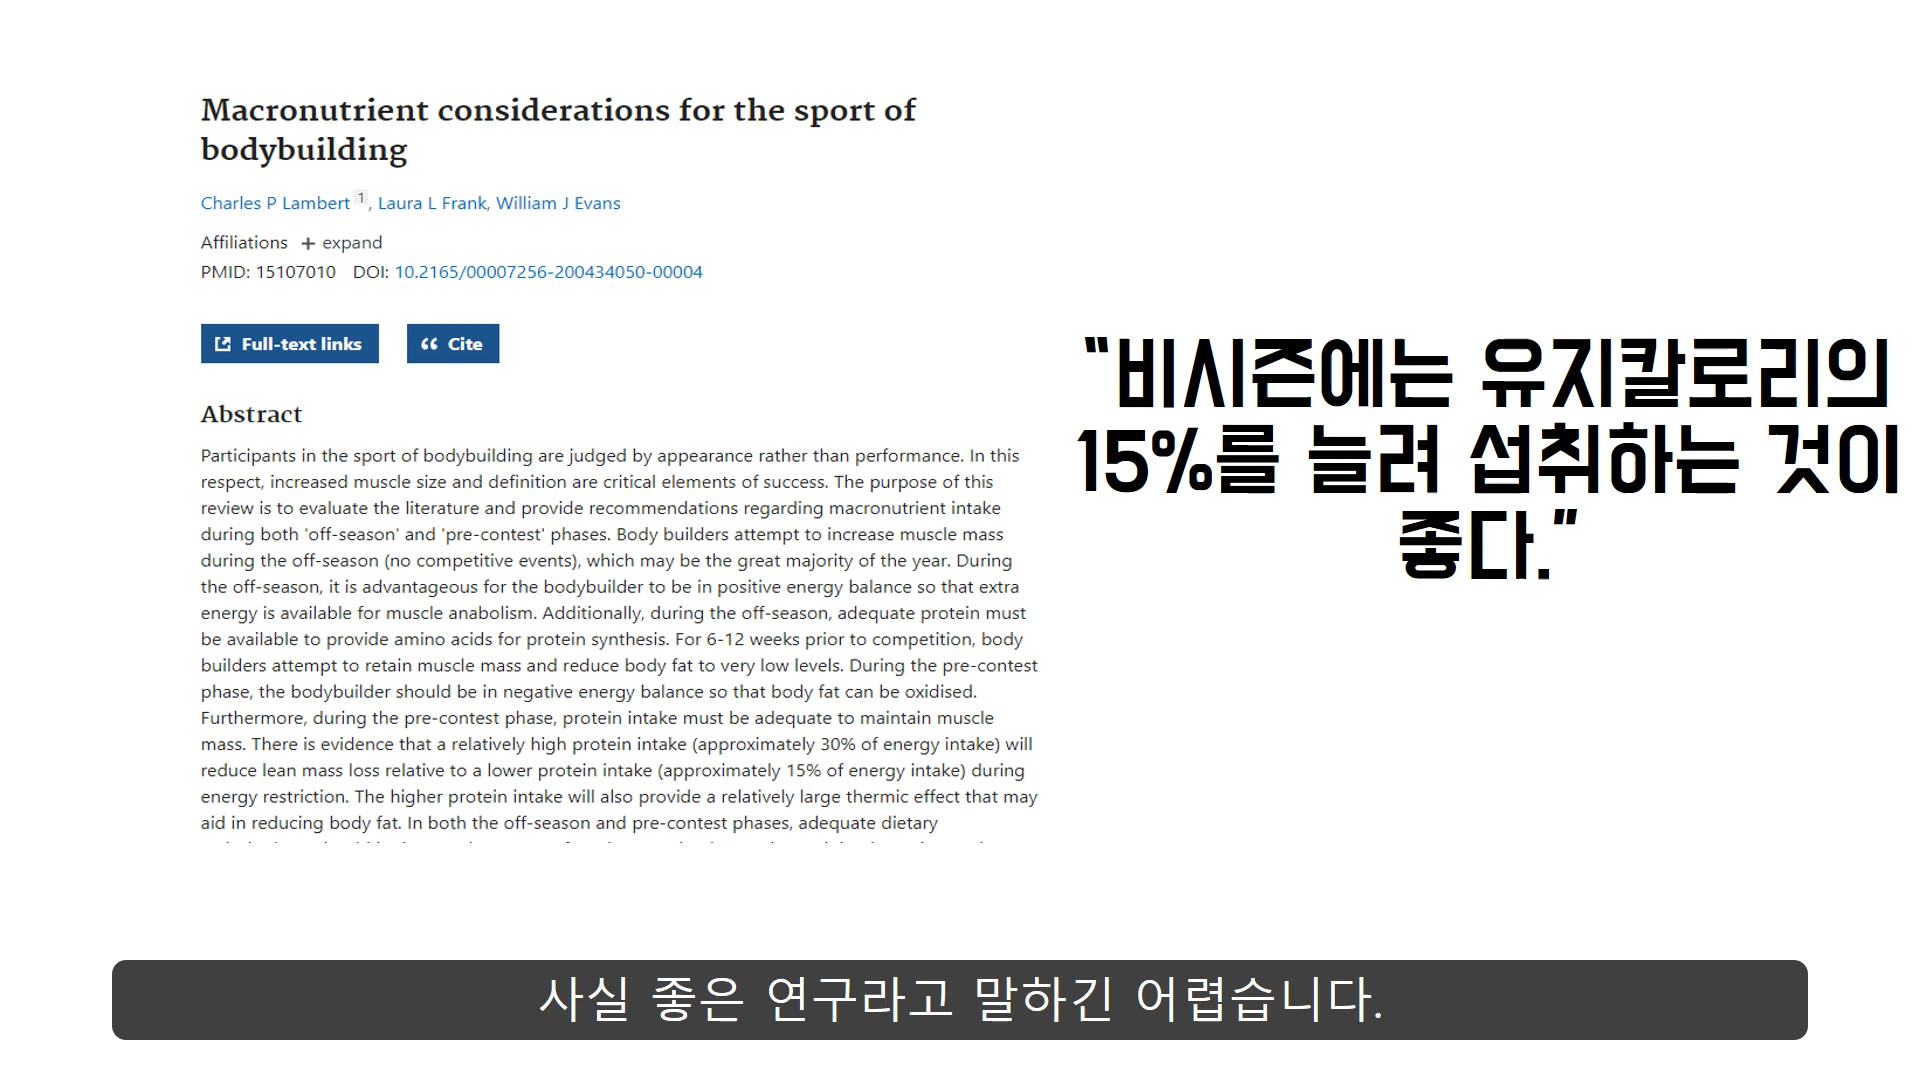 Macronutrient considerations for the sport of
bodybuilding
Charles P Lambert 1, Laura L Frank, William J Evans
Affiliations + expand
PMID: 15107010 DOI: 10.2165/00007256-200434050-00004
Full-text links
Cite
Abstract
Participants in the sport of bodybuilding are judged by appearance rather than performance. In this
respect, increased muscle size and definition are critical elements of success. The purpose of this
review is to evaluate the literature and provide recommendations regarding macronutrient intake
during both 'off-season' and 'pre-contest' phases. Body builders attempt to increase muscle mass
during the off-season (no competitive events), which may be the great majority of the year. During
the off-season, it is advantageous for the bodybuilder to be in positive energy balance so that extra
energy is available for muscle anabolism. Additionally, during the off-season, adequate protein must
be available to provide amino acids for protein synthesis. For 6-12 weeks prior to competition, body
builders attempt to retain muscle mass and reduce body fat to very low levels. During the pre-contest
phase, the bodybuilder should be in negative energy balance so that body fat can be oxidised.
Furthermore, during the pre-contest phase, protein intake must be adequate to maintain muscle
mass. There is evidence that a relatively high protein intake (approximately 30% of energy intake) will
reduce lean mass loss relative to a lower protein intake (approximately 15% of energy intake) during
energy restriction. The higher protein intake will also provide a relatively large thermic effect that may
aid in reducing body fat. In both the off-season and pre-contest phases, adequate dietary
“비시즌에는 유지칼로리의
15%를 늘려 섭취하는 것이
좋다.”
사실 좋은 연구라고 말하긴 어렵습니다.